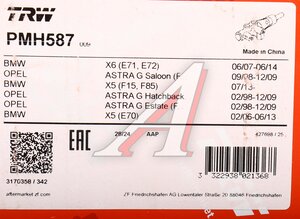 TRW
PMH587
009
Made in China
BMW X6 (E71, E72) 06/07-06/14
OPEL ASTRA G Saloon (F 09/98-12/09
BMW X5 (F15, F85) 07/13-
OPEL ASTRA G Hatchback 02/98-12/09
OPEL ASTRA G Estate (F 02/98-12/09
BMW X5 (E70) 02/06-06/13
EAC
28/24 AAP
427698 / 25
3170358 / 342
aftermarket.zf.com
3 322938 021368
ZF Friedrichshafen AG Löwentaler Straße 20 88046 Friedrichshafen